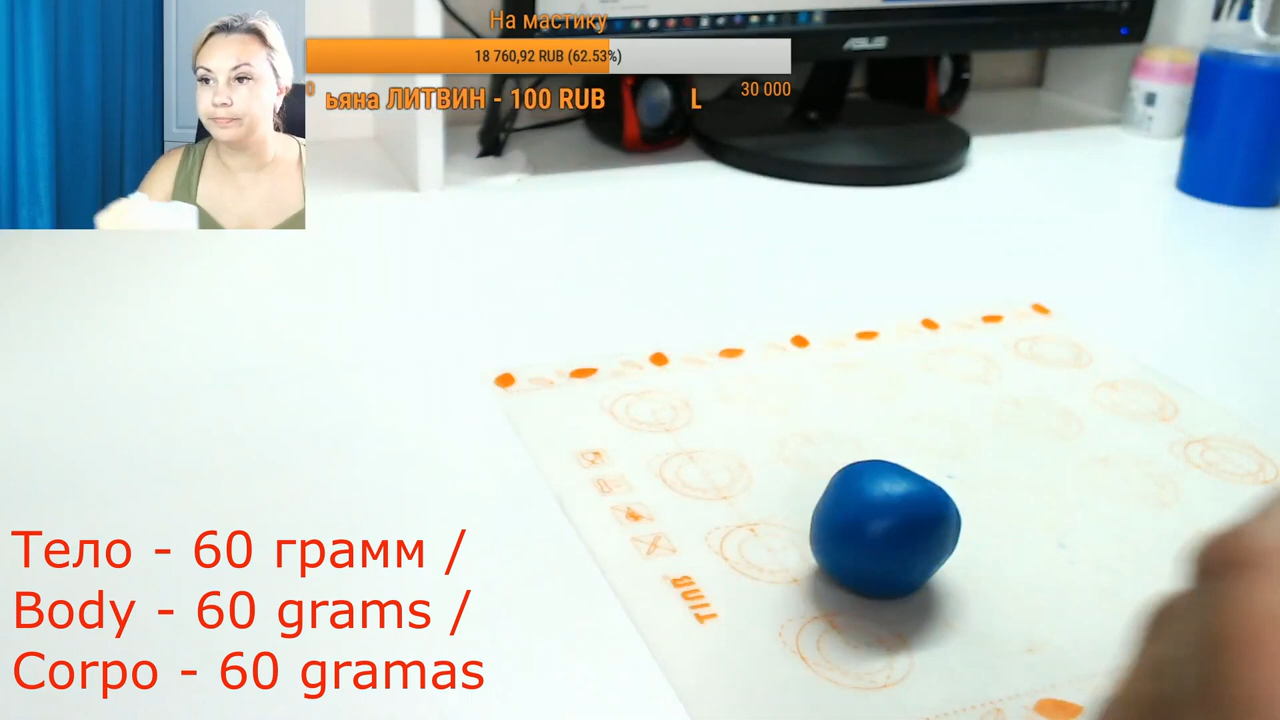 На мастику
18 760,92 RUB (62.53%)
0
30 000
ьяна ЛИТВИН - 100 RUB L
ASUS
Тело - 60 грамм /
Body - 60 grams /
Corpo - 60 gramas